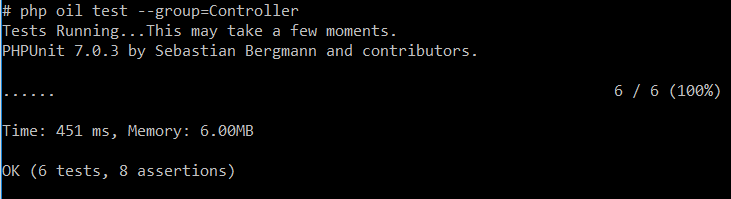 # php oil test --group=Controller
Tests Running...This may take a few moments.
PHPUnit 7.0.3 by Sebastian Bergmann and contributors.
...... 6 / 6 (100%)
Time: 451 ms, Memory: 6.00MB
OK (6 tests, 8 assertions)